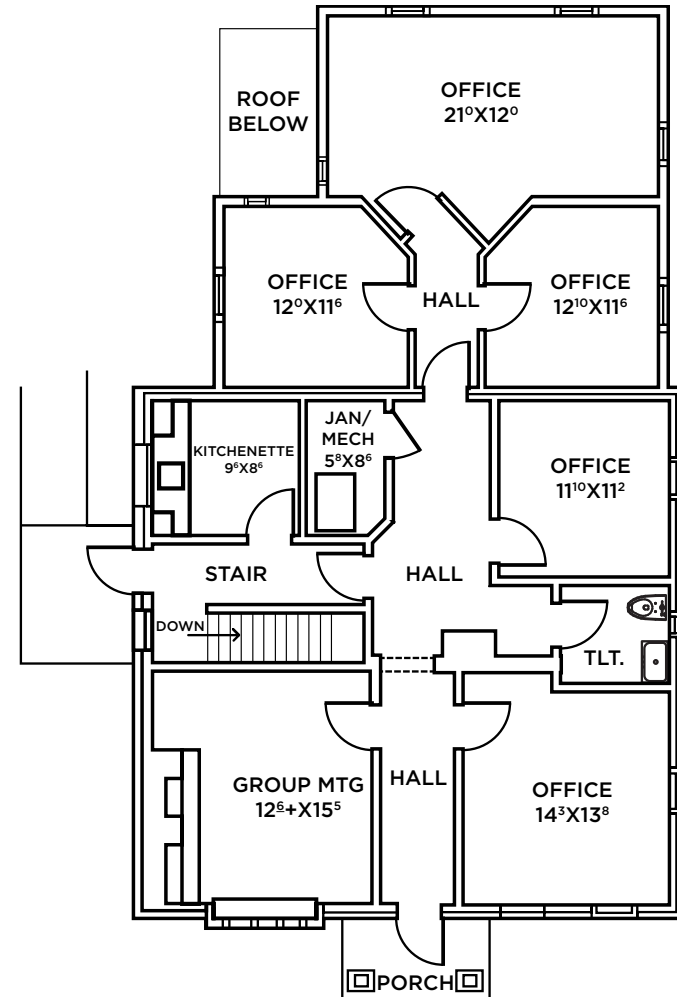 ROOF
BELOW
OFFICE
21⁰X12⁰
OFFICE
12⁰X11⁶
HALL
OFFICE
12¹⁰X11⁶
KITCHENETTE
9⁶X8⁶
JAN/
MECH
5⁸X8⁶
OFFICE
11¹⁰X11²
STAIR
HALL
DOWN
TLT.
GROUP MTG
12⁶+X15⁵
HALL
OFFICE
14³X13⁸
PORCH